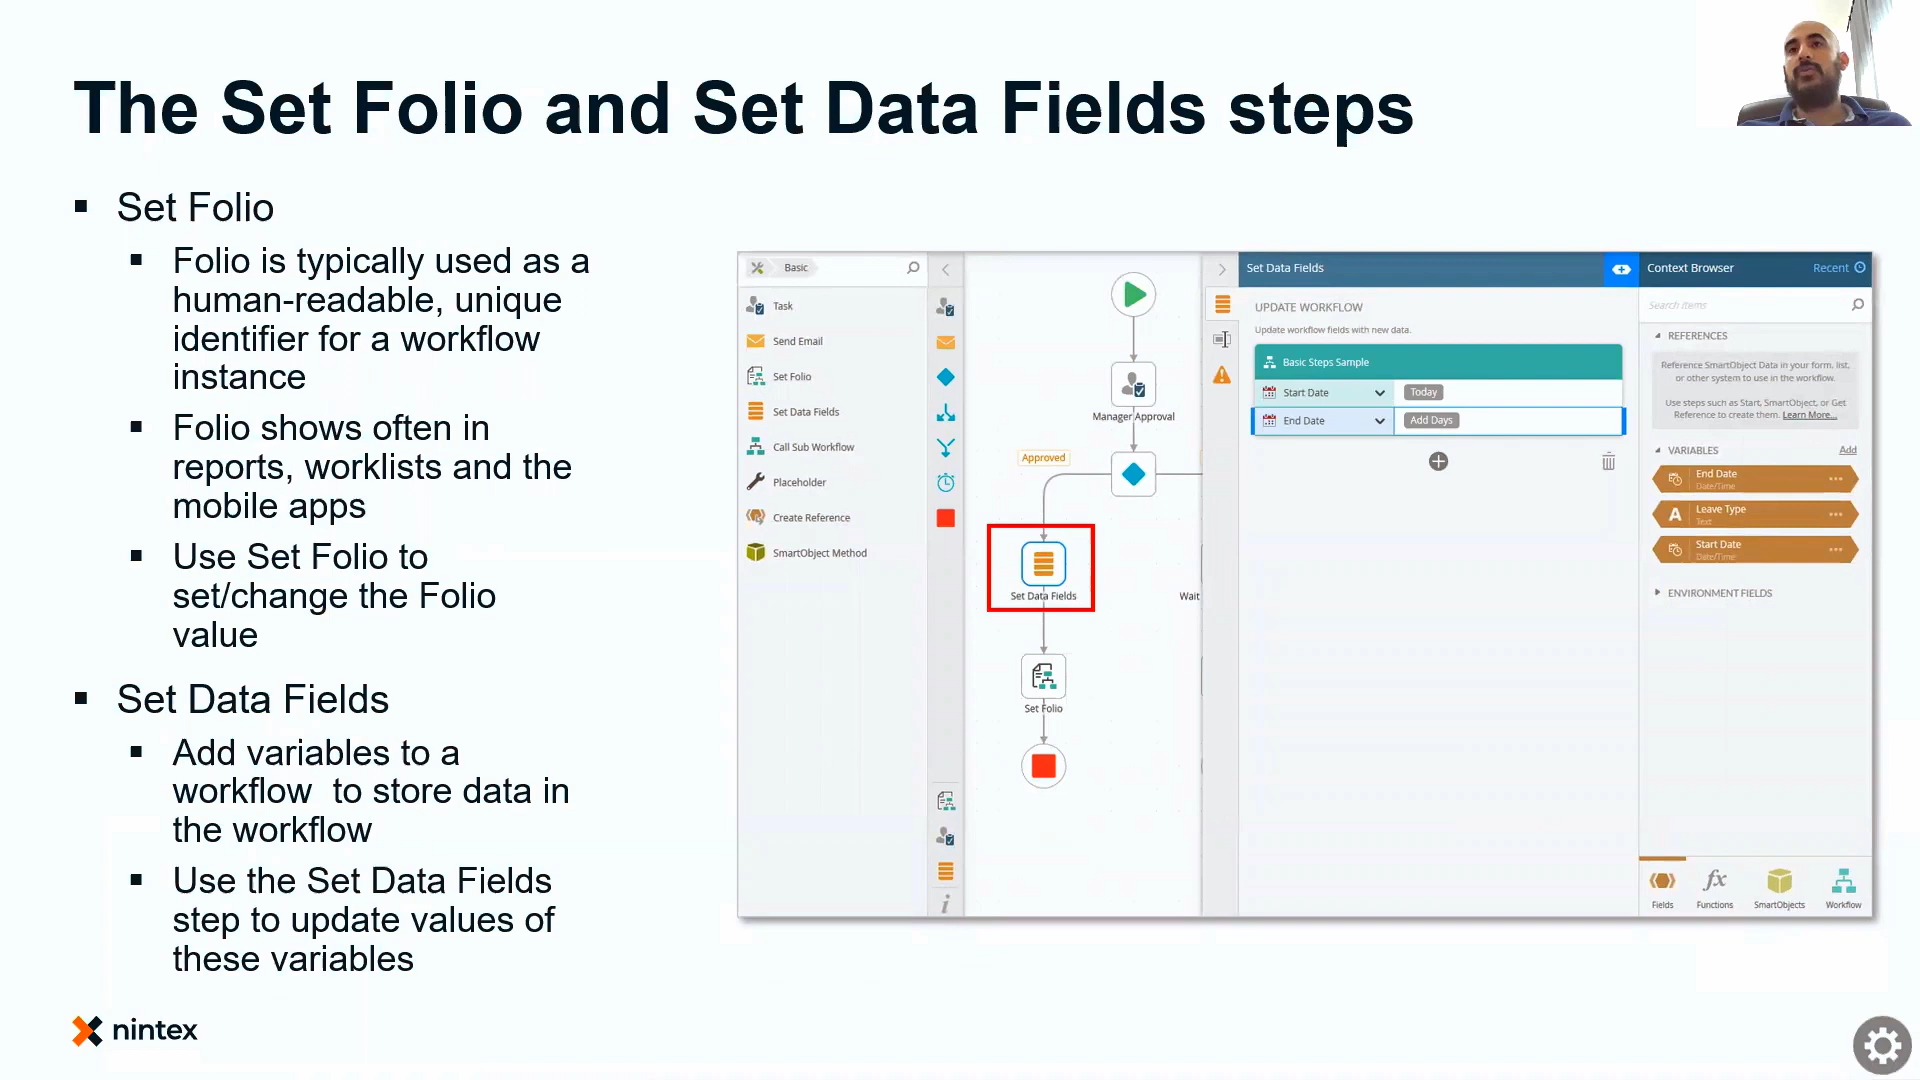 The Set Folio and Set Data Fields steps
▪ Set Folio
▪ Folio is typically used as a
human-readable, unique
identifier for a workflow
instance
▪ Folio shows often in
reports, worklists and the
mobile apps
▪ Use Set Folio to
set/change the Folio
value
▪ Set Data Fields
▪ Add variables to a
workflow  to store data in
the workflow
▪ Use the Set Data Fields
step to update values of
these variables
nintex
Basic
Task
Send Email
Set Folio
Set Data Fields
Call Sub Workflow
Placeholder
Create Reference
SmartObject Method
Manager Approval
Approved
Set Data Fields
Wait
Set Folio
Set Data Fields
UPDATE WORKFLOW
Update workflow fields with new data.
Basic Steps Sample
Start Date Today
End Date Add Days
Context Browser Recent
Search Items
REFERENCES
Reference SmartObject Data in your form, list,
or other system to use in the workflow.
Use steps such as Start, SmartObject, or Get
Reference to create them. Learn More...
VARIABLES Add
End Date
Date/Time
A Leave Type
Text
Start Date
Date/Time
ENVIRONMENT FIELDS
fx
Fields Functions SmartObjects Workflow